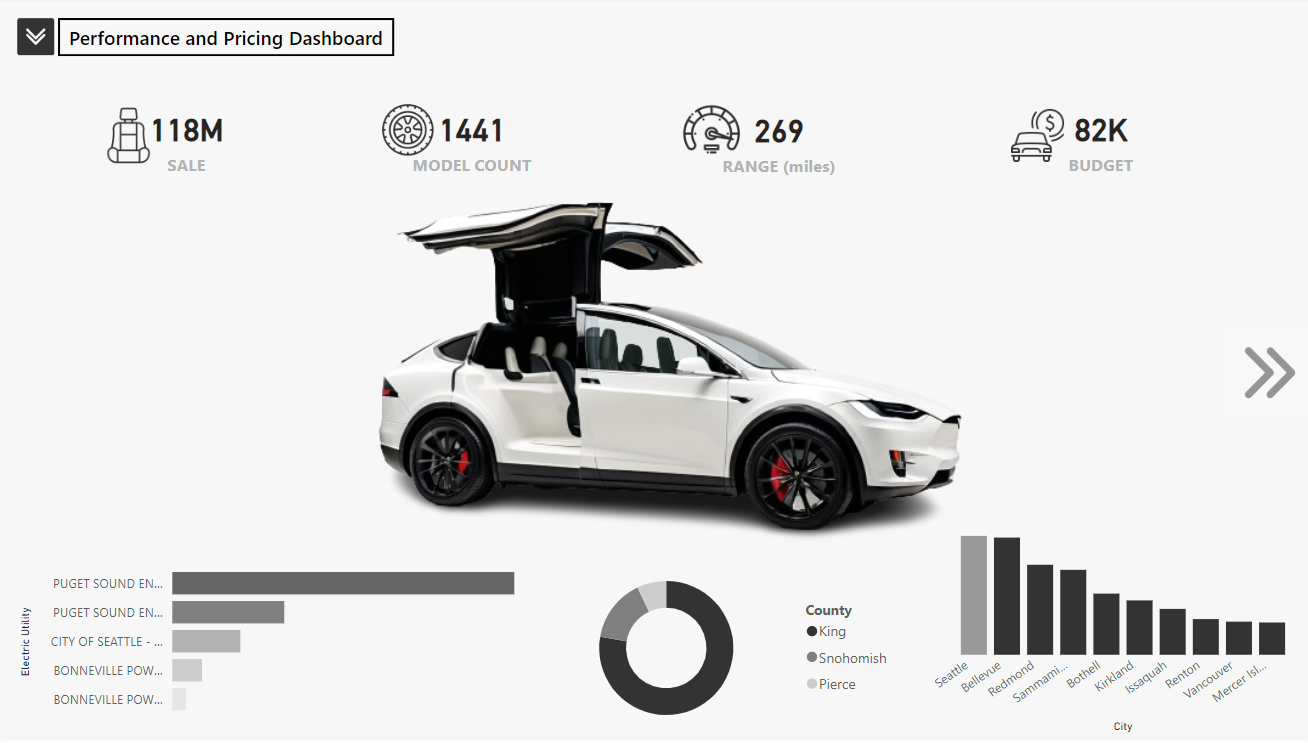 Performance and Pricing Dashboard
118M
SALE
1441
MODEL COUNT
269
RANGE (miles)
82K
BUDGET
$
Electric Utility
PUGET SOUND EN...
PUGET SOUND EN...
CITY OF SEATTLE - ...
BONNEVILLE POW...
BONNEVILLE POW...
County
King
Snohomish
Pierce
Seattle
Bellevue
Redmond
Sammami...
Bothell
Kirkland
Issaquah
Renton
Vancouver
Mercer Isl...
City